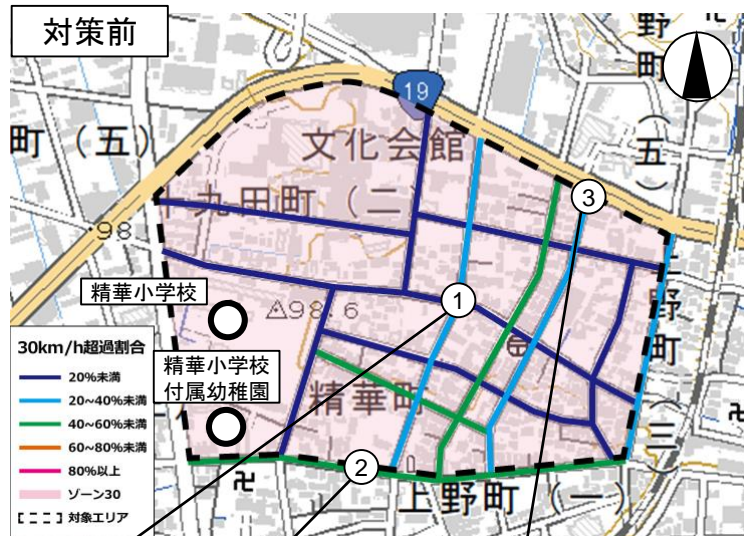 対策前
19
野
町
(五)
文化会館
町(五)
十九田町(二)
③
・98
上
野
町
(三)
精華小学校
△98.6
①
30km/h超過割合
20%未満
20~40%未満
40~60%未満
60~80%未満
80%以上
ゾーン30
対象エリア
精華小学校
付属幼稚園
精華町
②
上野町(一)